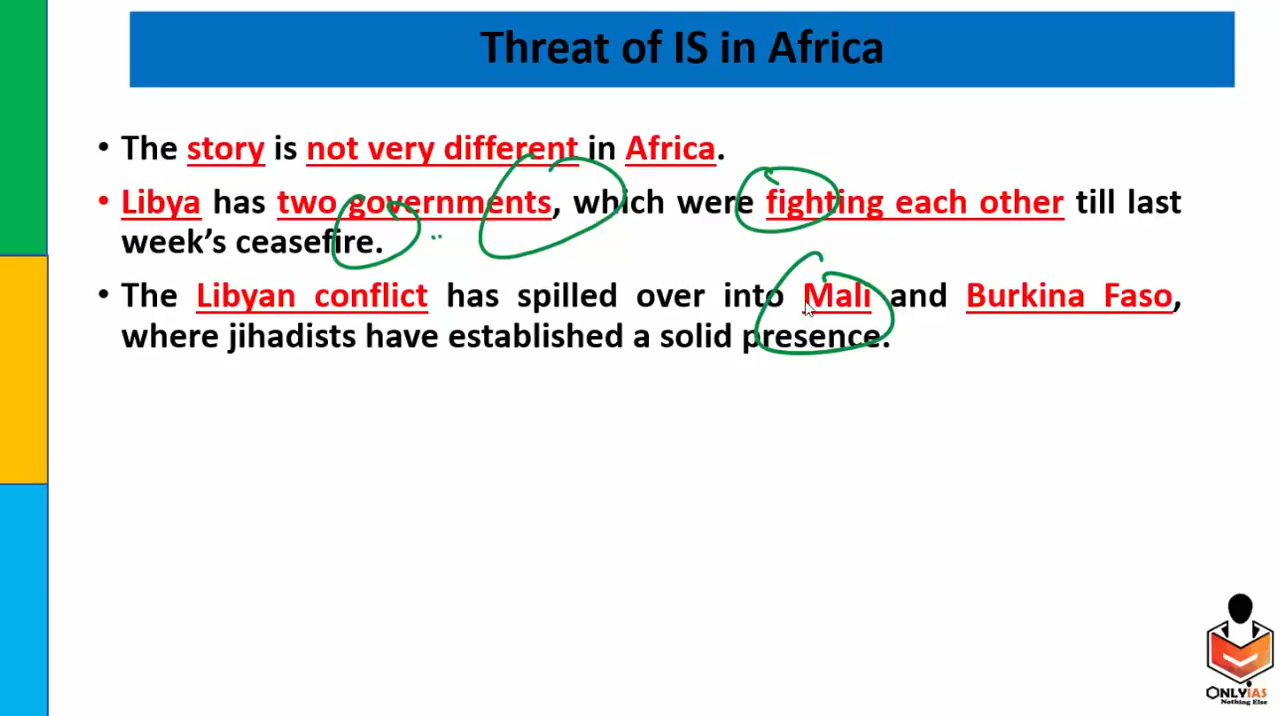 Threat of IS in Africa
• The story is not very different in Africa.
• Libya has two governments, which were fighting each other till last
week’s ceasefire.
• The Libyan conflict has spilled over into Mali and Burkina Faso,
where jihadists have established a solid presence.
ONLYIAS
Nothing Else